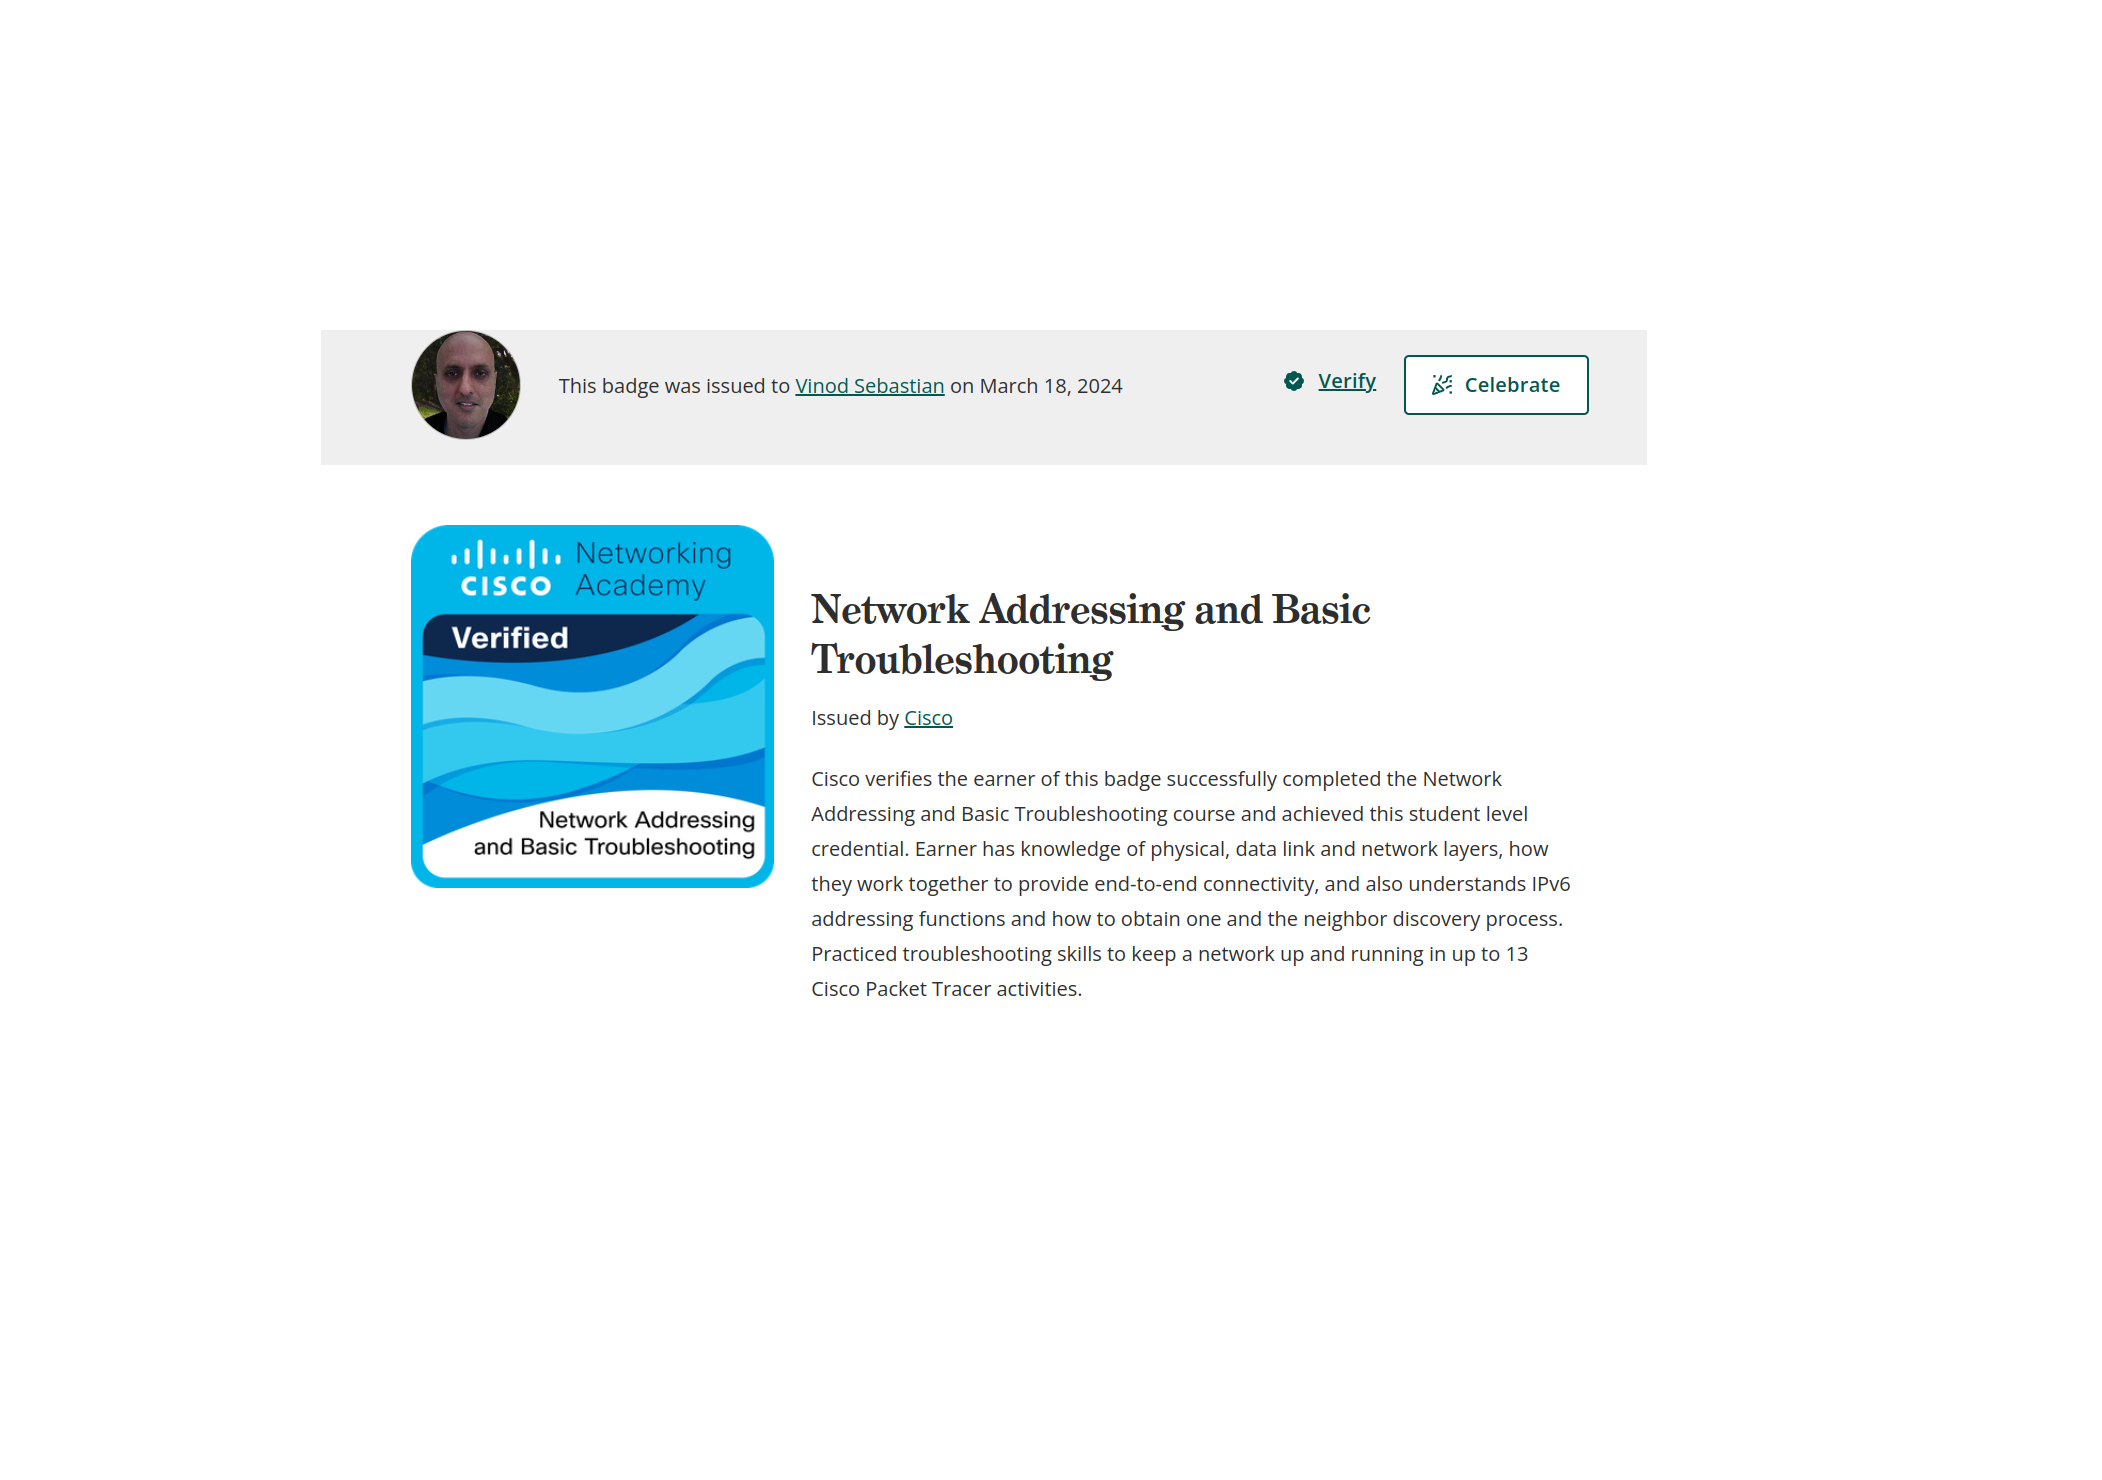 This badge was issued to Vinod Sebastian on March 18, 2024
Verify
Celebrate
CISCO
Networking
Academy
Verified
Network Addressing
and Basic Troubleshooting
Network Addressing and Basic
Troubleshooting
Issued by Cisco
Cisco verifies the earner of this badge successfully completed the Network
Addressing and Basic Troubleshooting course and achieved this student level
credential. Earner has knowledge of physical, data link and network layers, how
they work together to provide end-to-end connectivity, and also understands IPv6
addressing functions and how to obtain one and the neighbor discovery process.
Practiced troubleshooting skills to keep a network up and running in up to 13
Cisco Packet Tracer activities.